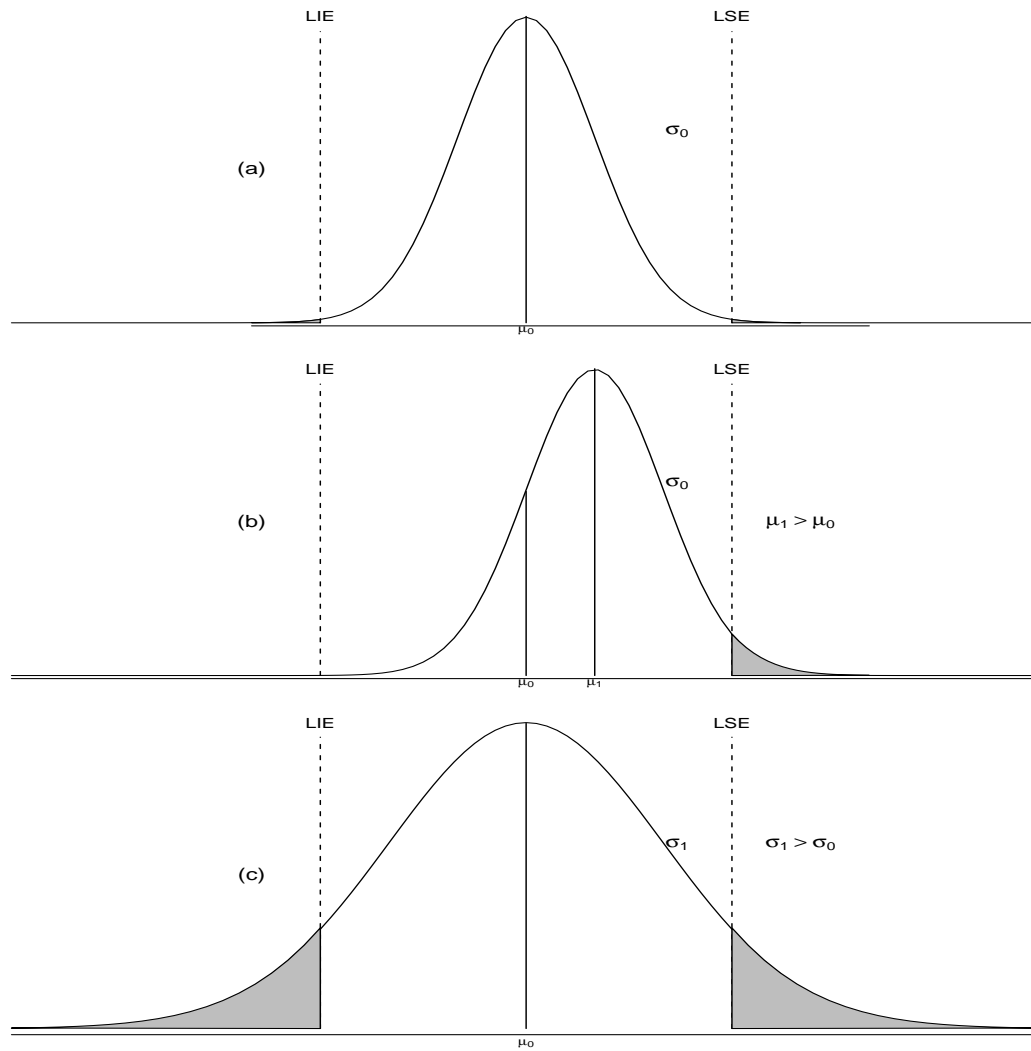 LIE LSE
σ₀
(a)
μ₀
LIE LSE
σ₀
(b) μ₁ > μ₀
μ₀ μ₁
LIE LSE
σ₁ σ₁ > σ₀
(c)
μ₀